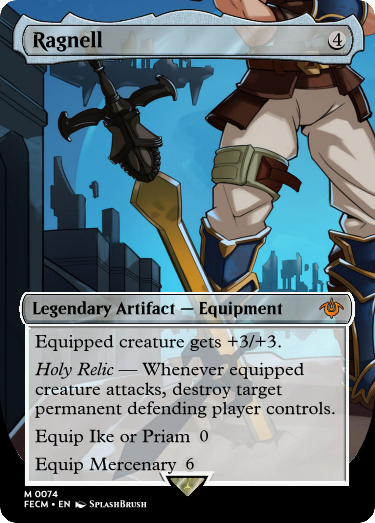 Ragnell 4
Legendary Artifact — Equipment
Equipped creature gets +3/+3.
Holy Relic — Whenever equipped
creature attacks, destroy target
permanent defending player controls.
Equip Ike or Priam 0
Equip Mercenary 6
M 0074
FECM • EN SplashBrush